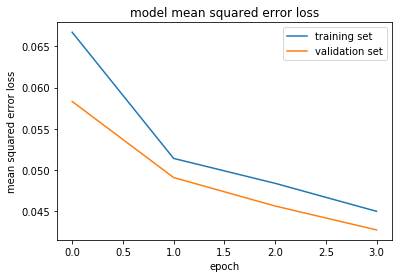 model mean squared error loss
training set
validation set
mean squared error loss
0.065
0.060
0.055
0.050
0.045
0.0 0.5 1.0 1.5 2.0 2.5 3.0
epoch